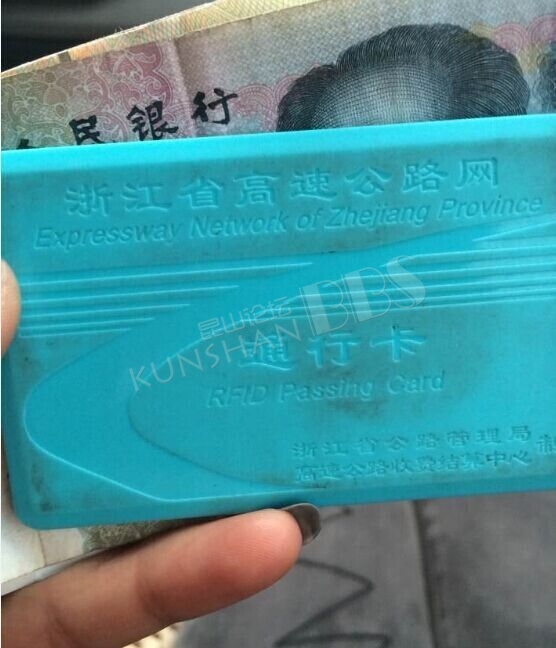 民银行
浙江省高速公路网
Expressway Network of Zhejiang Province
昆山论坛
KUNSHAN BBS
通行卡
RFID Passing Card
浙江省公路管理局
高速公路收费结算中心